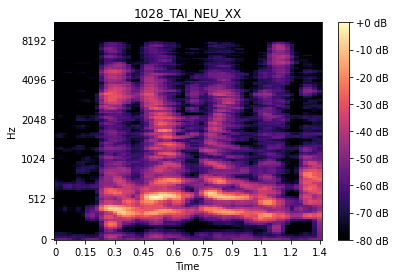 1028_TAI_NEU_XX
+0 dB
8192
-10 dB
4096
-20 dB
-30 dB
2048
Hz
-40 dB
1024
-50 dB
512
-60 dB
-70 dB
0
-80 dB
0 0.15 0.3 0.45 0.6 0.75 0.9 1.1 1.2 1.4
Time